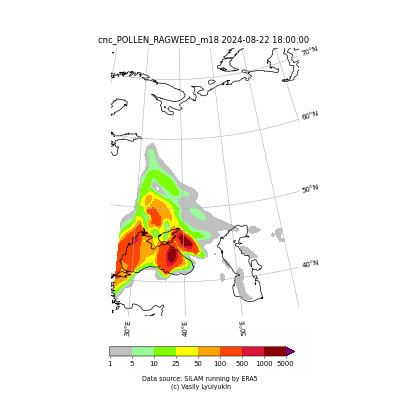 cnc_POLLEN_RAGWEED_m18 2024-08-22 18:00:00
70°N
60°N
50°N
40°N
30°E 40°E 50°E
1 5 10 25 50 100 500 1000 5000
Data source: SILAM running by ERA5
(c) Vasily Lyulyukin